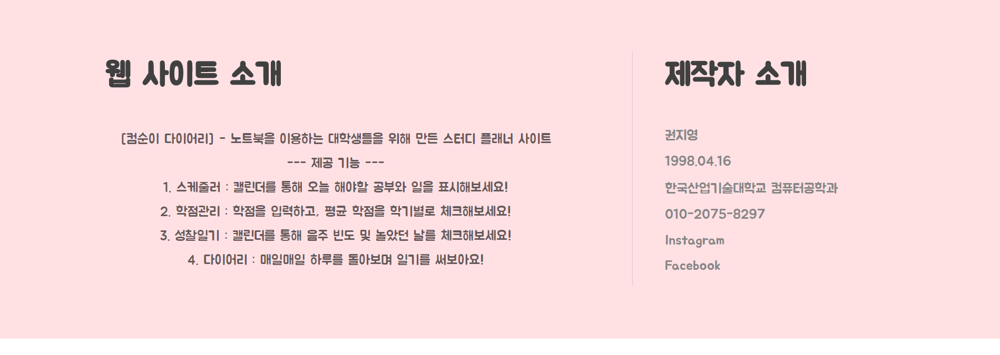 웹 사이트 소개
[컴순이 다이어리] - 노트북을 이용하는 대학생들을 위해 만든 스터디 플래너 사이트
--- 제공 기능 ---
1. 스케줄러 : 캘린더를 통해 오늘 해야할 공부와 일을 표시해보세요!
2. 학점관리 : 학점을 입력하고, 평균 학점을 학기별로 체크해보세요!
3. 성찰일기 : 캘린더를 통해 음주 빈도 및 놀았던 날를 체크해보세요!
4. 다이어리 : 매일매일 하루를 돌아보며 일기를 써보아요!
제작자 소개
권지영
1998.04.16
한국산업기술대학교 컴퓨터공학과
010-2075-8297
Instagram
Facebook